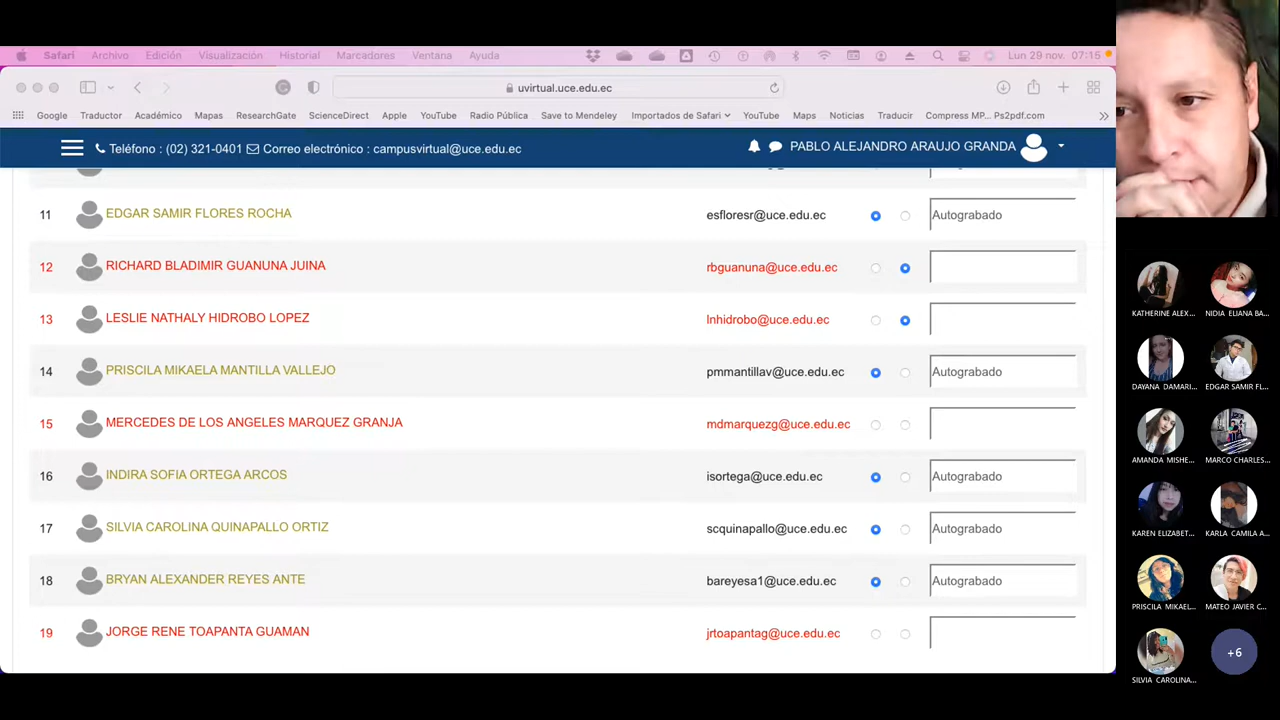 Safari Archivo Edición Visualización Historial Marcadores Ventana Ayuda Lun 29 nov. 07:15
uvirtual.uce.edu.ec
Google Traductor Académico Mapas ResearchGate ScienceDirect Apple YouTube Radio Pública Save to Mendeley Importados de Safari YouTube Maps Noticias Traducir Compress MP... Ps2pdf.com
Teléfono : (02) 321-0401 Correo electrónico : campusvirtual@uce.edu.ec PABLO ALEJANDRO ARAUJO GRANDA
11 EDGAR SAMIR FLORES ROCHA esfloresr@uce.edu.ec Autograbado
12 RICHARD BLADIMIR GUANUNA JUINA rbguanuna@uce.edu.ec
13 LESLIE NATHALY HIDROBO LOPEZ lnhidrobo@uce.edu.ec
14 PRISCILA MIKAELA MANTILLA VALLEJO pmmantillav@uce.edu.ec Autograbado
15 MERCEDES DE LOS ANGELES MARQUEZ GRANJA mdmarquezg@uce.edu.ec
16 INDIRA SOFIA ORTEGA ARCOS isortega@uce.edu.ec Autograbado
17 SILVIA CAROLINA QUINAPALLO ORTIZ scquinapallo@uce.edu.ec Autograbado
18 BRYAN ALEXANDER REYES ANTE bareyesa1@uce.edu.ec Autograbado
19 JORGE RENE TOAPANTA GUAMAN jrtoapantag@uce.edu.ec
KATHERINE ALEX... NIDIA ELIANA BA...
DAYANA DAMARI... EDGAR SAMIR FL...
AMANDA MISHE... MARCO CHARLES...
KAREN ELIZABET... KARLA CAMILA A...
PRISCILA MIKAEL... MATEO JAVIER C...
SILVIA CAROLINA... +6